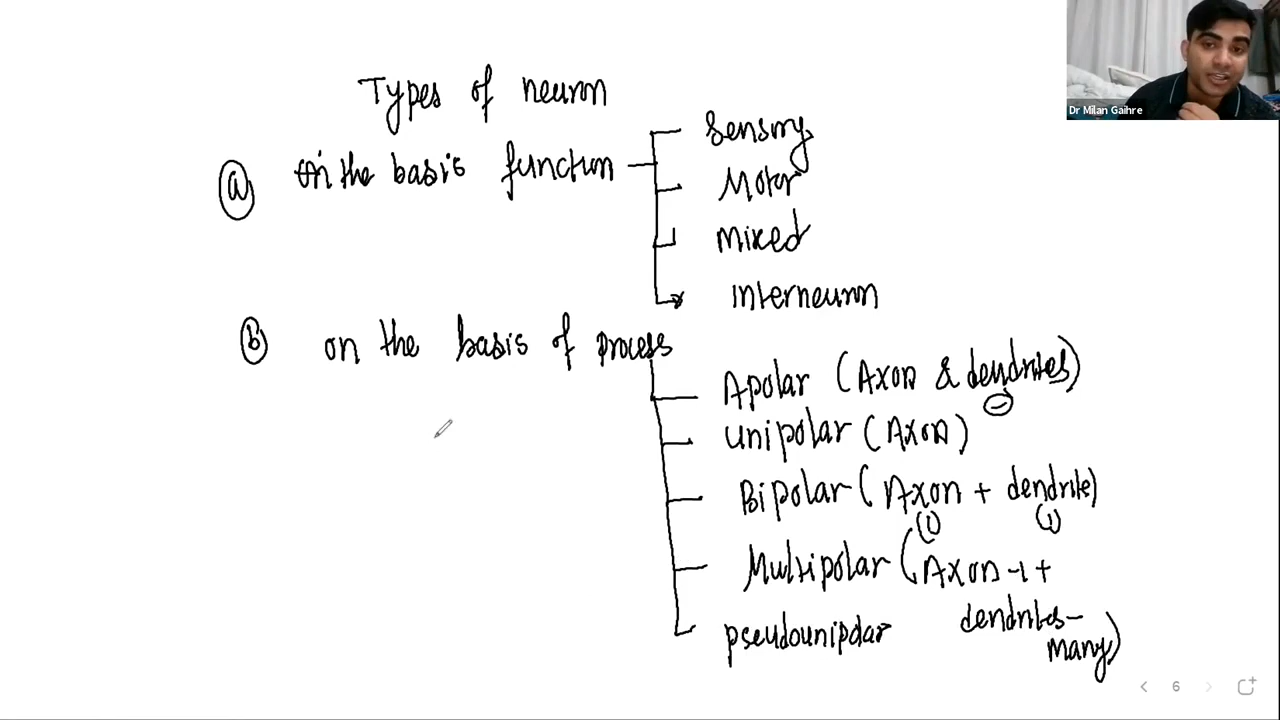 Types of neuron
Dr Milan Gaihre
(a) on the basis function
Sensory
Motor
mixed
interneuron
(b) on the basis of process
Apolar (Axon & dendrites)
(-)
unipolar (Axon)
Bipolar (Axon + dendrite)
(1) (1)
Multipolar (Axon-1 +
dendrites-
many)
pseudounipolar
6